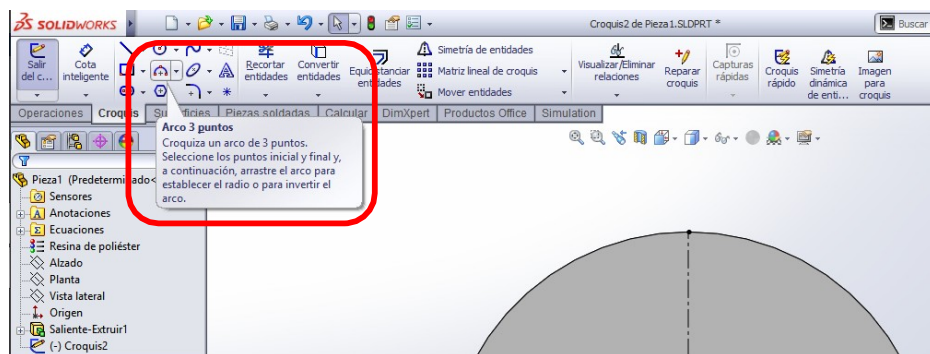 SOLIDWORKS
Croquis2 de Pieza1.SLDPRT *
Buscar
Salir del c...
Cota inteligente
Recortar entidades
Convertir entidades
Equidistanciar entidades
Simetría de entidades
Matriz lineal de croquis
Mover entidades
Visualizar/Eliminar relaciones
Reparar croquis
Capturas rápidas
Croquis rápido
Simetría dinámica de enti...
Imagen para croquis
Operaciones
Croquis
Piezas soldadas
Calcular
DimXpert
Productos Office
Simulation
Arco 3 puntos
Croquiza un arco de 3 puntos.
Seleccione los puntos inicial y final y,
a continuación, arrastre el arco para
establecer el radio o para invertir el
arco.
Pieza1 (Predeterminado<
Sensores
Anotaciones
Ecuaciones
Resina de poliéster
Alzado
Planta
Vista lateral
Origen
Saliente-Extruir1
(-) Croquis2